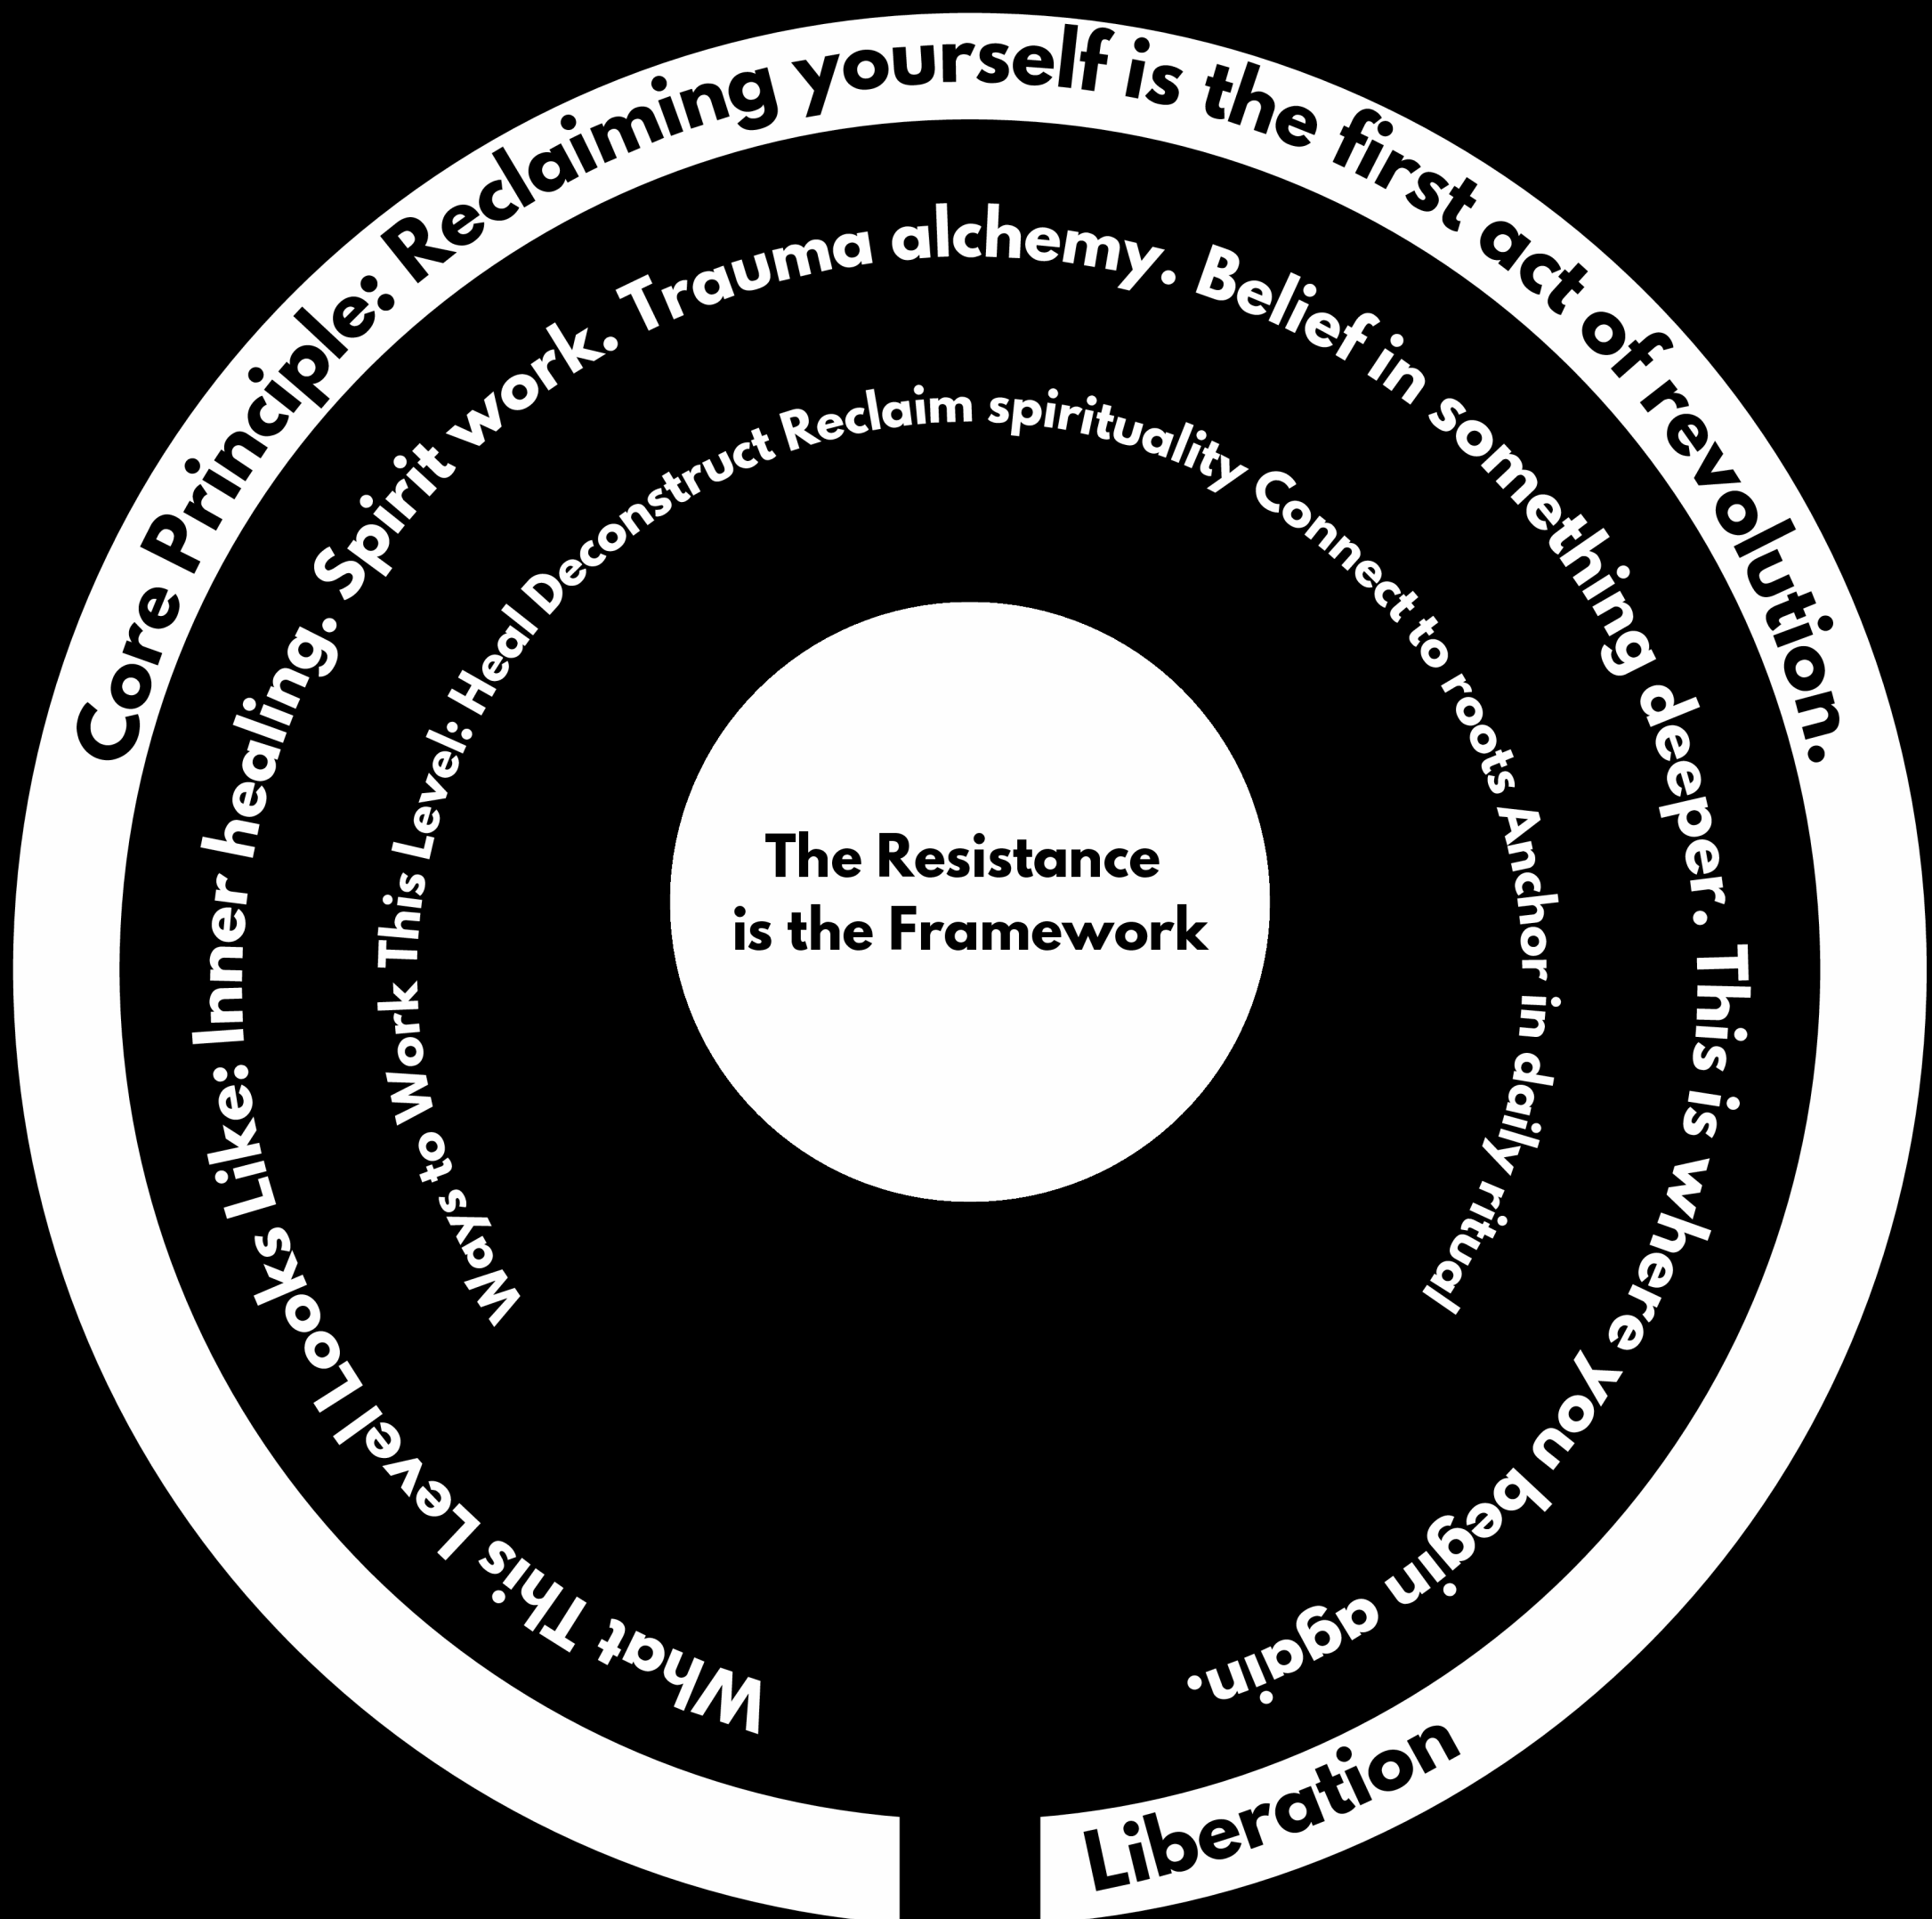 Core Principle: Reclaiming yourself is the first act of revolution.
What This Level Looks Like: Inner healing. Spirit work. Trauma alchemy. Belief in something deeper. This is where you begin again.
Ways to Work This Level: Heal Deconstruct Reclaim spirituality Connect to roots Anchor in daily ritual
The Resistance
is the Framework
Liberation